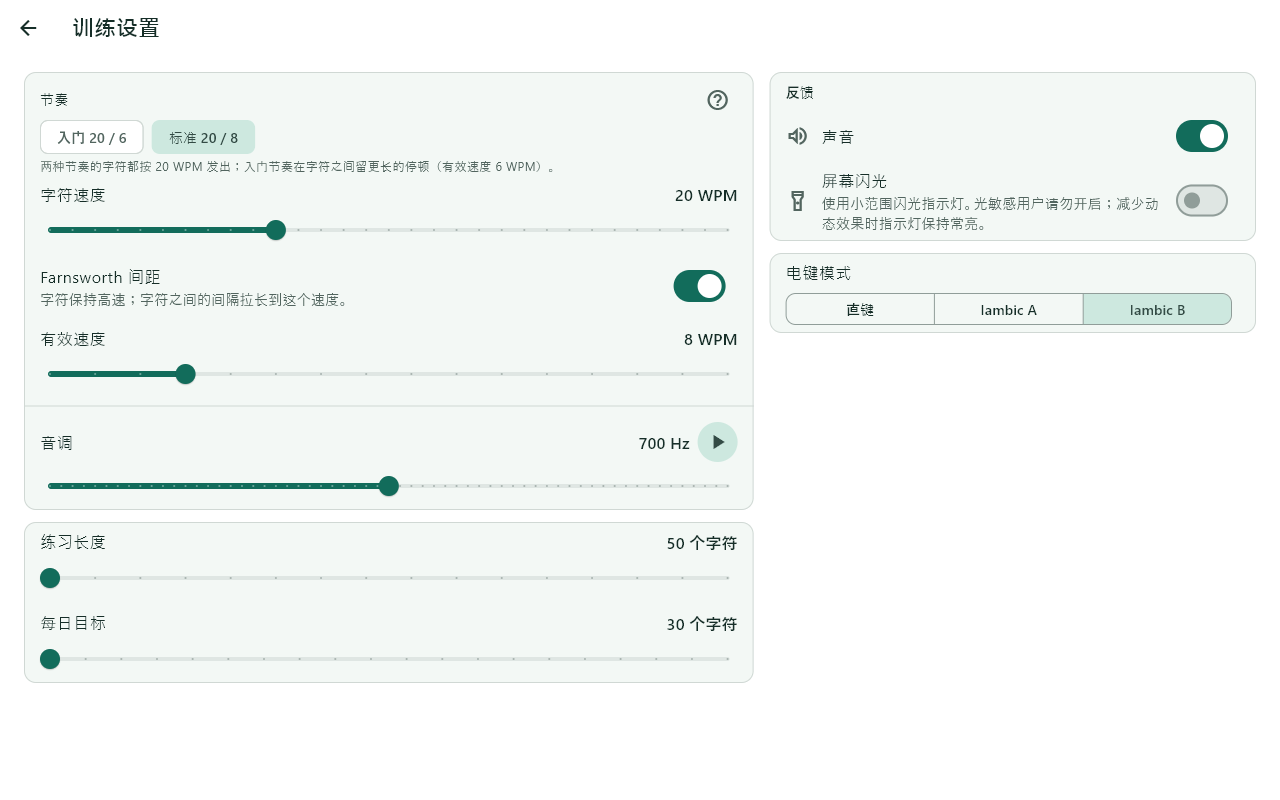 训练设置
节奏
入门 20 / 6
标准 20 / 8
两种节奏的字符都按 20 WPM 发出；入门节奏在字符之间留更长的停顿（有效速度 6 WPM）。
字符速度
20 WPM
Farnsworth 间距
字符保持高速；字符之间的间隔拉长到这个速度。
有效速度
8 WPM
音调
700 Hz
练习长度
50 个字符
每日目标
30 个字符
反馈
声音
屏幕闪光
使用小范围闪光指示灯。光敏感用户请勿开启；减少动
态效果时指示灯保持常亮。
电键模式
直键
Iambic A
Iambic B